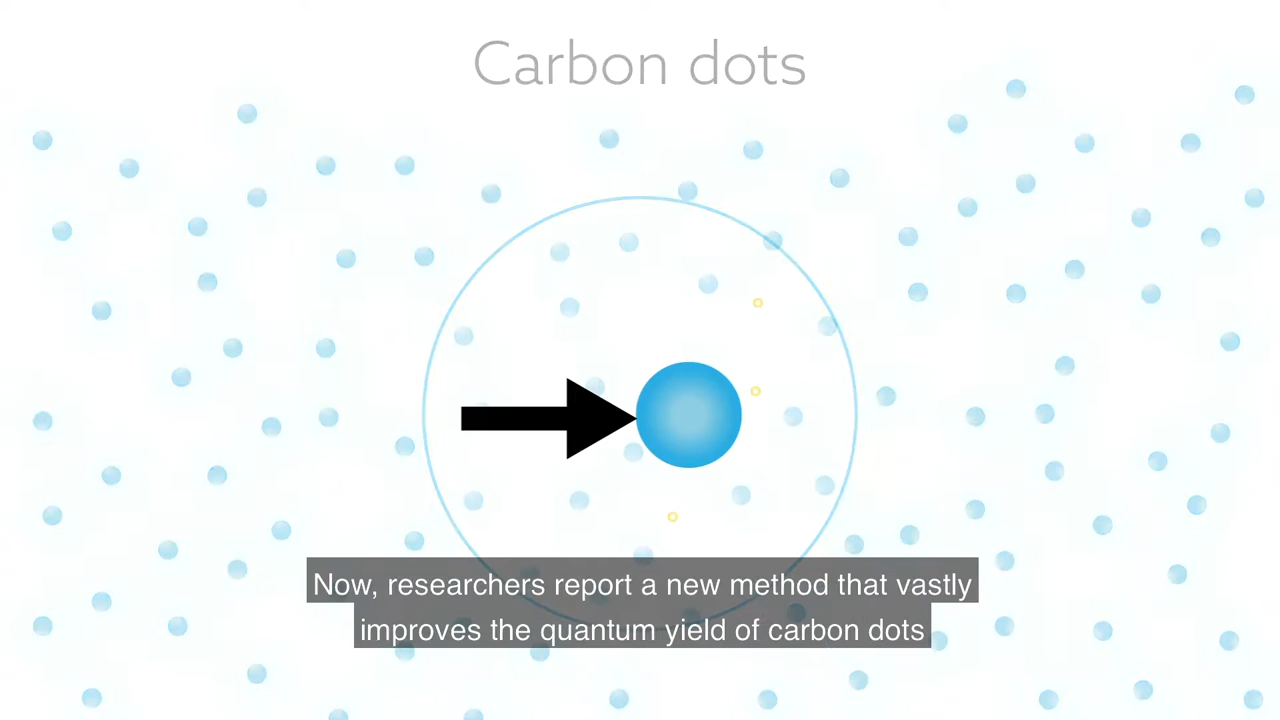 Carbon dots
Now, researchers report a new method that vastly
improves the quantum yield of carbon dots